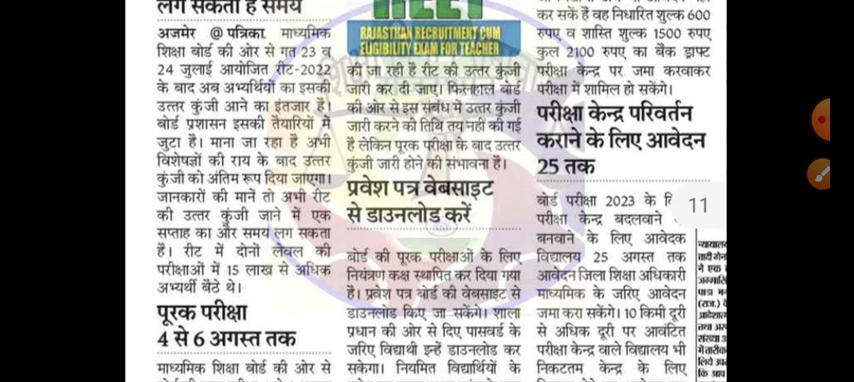 लग सकता है समय
अजमेर @ पत्रिका. माध्यमिक
शिक्षा बोर्ड की ओर से गत 23 व
24 जुलाई आयोजित रीट-2022
के बाद अब अभ्यर्थियों का इसकी
उत्तर कुंजी आने का इंतजार है।
बोर्ड प्रशासन इसकी तैयारियों में
जुटा है। माना जा रहा है अभी
विशेषज्ञों की राय के बाद उत्तर
कुंजी को अंतिम रूप दिया जाएगा।
जानकारों की मानें तो अभी रीट
की उत्तर कुंजी जाने में एक
सप्ताह का और समय लग सकता
है। रीट में दोनों लेवल की
परीक्षाओं में 15 लाख से अधिक
अभ्यर्थी बैठे थे।
पूरक परीक्षा
4 से 6 अगस्त तक
माध्यमिक शिक्षा बोर्ड की ओर से
REET
RAJASTHAN RECRUITMENT CUM
ELIGIBILITY EXAM FOR TEACHER
की जा रही है रीट की उत्तर कुंजी
जारी कर दी जाए। फिलहाल बोर्ड
की ओर से इस संबंध में उत्तर कुंजी
जारी करने की तिथि तय नहीं की गई
है लेकिन पूरक परीक्षा के बाद उत्तर
कुंजी जारी होने की संभावना है।
प्रवेश पत्र वेबसाइट
से डाउनलोड करें
बोर्ड की पूरक परीक्षाओं के लिए
नियंत्रण कक्ष स्थापित कर दिया गया
है। प्रवेश पत्र बोर्ड की वेबसाइट से
डाउनलोड किए जा सकेंगे। शाला
प्रधान की ओर से दिए पासवर्ड के
जरिए विद्यार्थी इन्हें डाउनलोड कर
सकेगा। नियमित विद्यार्थियों के
कर सकें हैं वह निर्धारित शुल्क 600
रुपए व शास्ति शुल्क 1500 रुपए
कुल 2100 रुपए का बैंक ड्राफ्ट
परीक्षा केन्द्र पर जमा करवाकर
परीक्षा में शामिल हो सकेंगे।
परीक्षा केन्द्र परिवर्तन
कराने के लिए आवेदन
25 तक
बोर्ड परीक्षा 2023 के
परीक्षा केन्द्र बदलवाने
बनवाने के लिए आवेदक
विद्यालय 25 अगस्त तक
आवेदन जिला शिक्षा अधिकारी
माध्यमिक के जरिए आवेदन
जमा करा सकेंगे। 10 किमी दूरी
से अधिक दूरी पर आवंटित
परीक्षा केन्द्र वाले विद्यालय भी
निकटतम केन्द्र के लिए
11